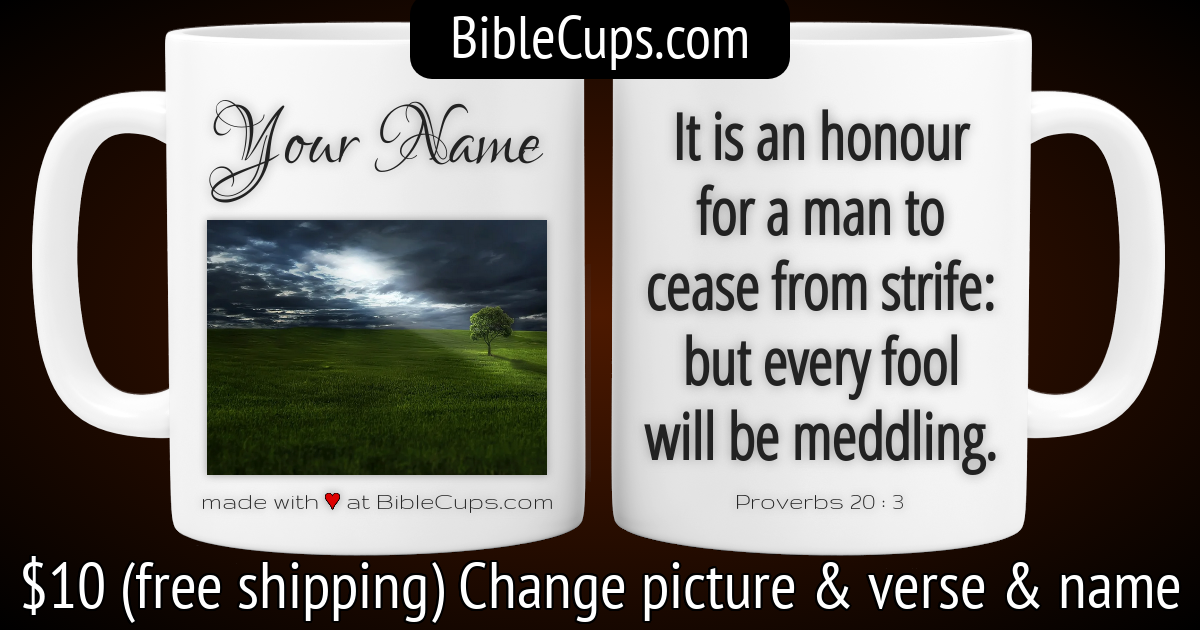 BibleCups.com
Your Name
made with ♥ at BibleCups.com
It is an honour
for a man to
cease from strife:
but every fool
will be meddling.
Proverbs 20 : 3
$10 (free shipping) Change picture & verse & name